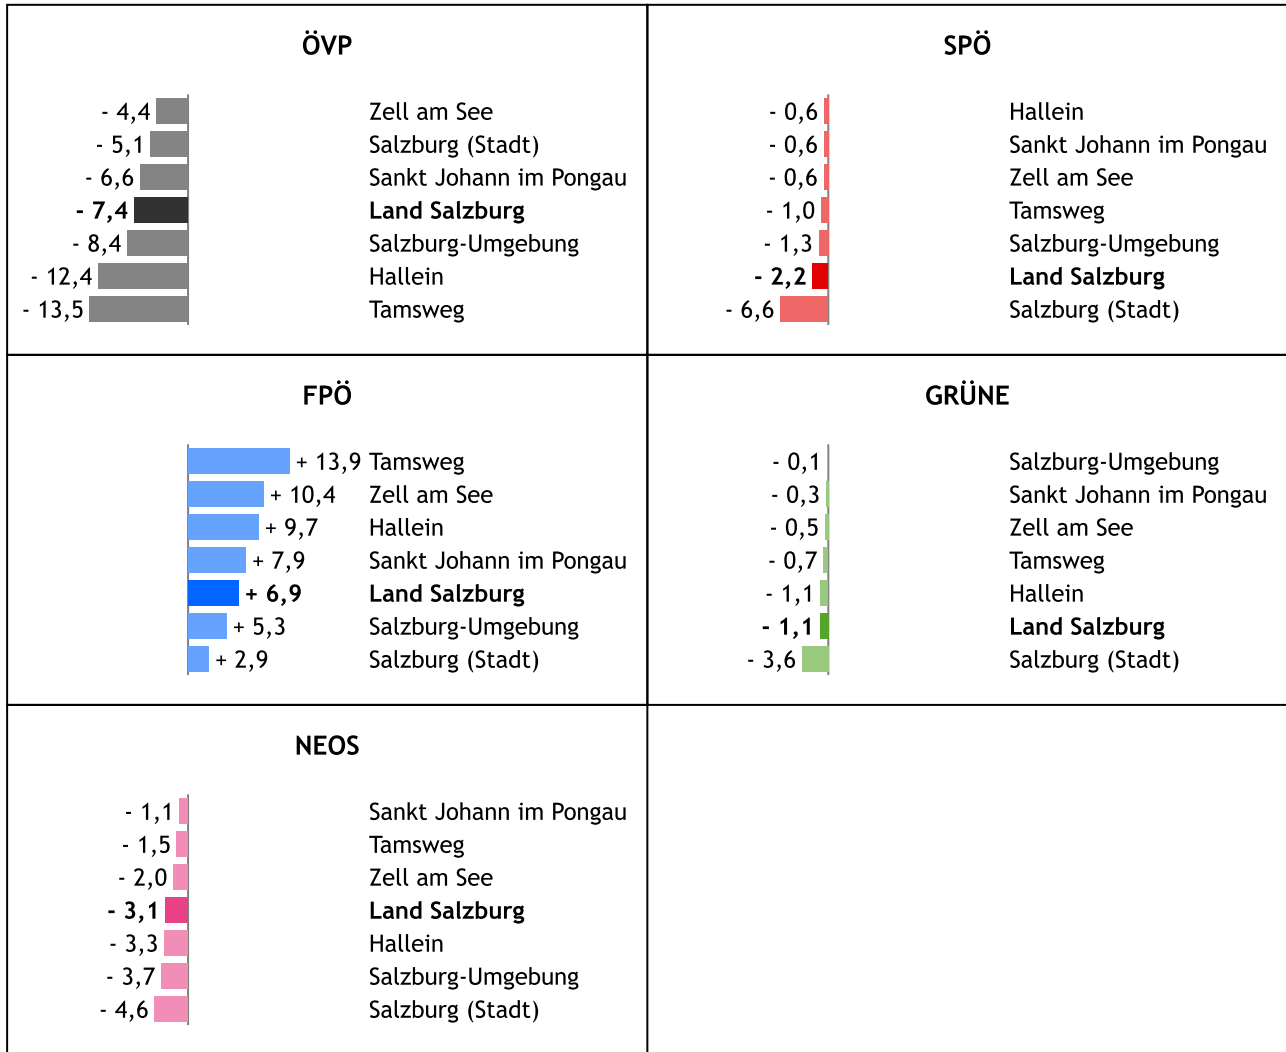 ÖVP
- 4,4 Zell am See
- 5,1 Salzburg (Stadt)
- 6,6 Sankt Johann im Pongau
- 7,4 Land Salzburg
- 8,4 Salzburg-Umgebung
- 12,4 Hallein
- 13,5 Tamsweg
SPÖ
- 0,6 Hallein
- 0,6 Sankt Johann im Pongau
- 0,6 Zell am See
- 1,0 Tamsweg
- 1,3 Salzburg-Umgebung
- 2,2 Land Salzburg
- 6,6 Salzburg (Stadt)
FPÖ
+ 13,9 Tamsweg
+ 10,4 Zell am See
+ 9,7 Hallein
+ 7,9 Sankt Johann im Pongau
+ 6,9 Land Salzburg
+ 5,3 Salzburg-Umgebung
+ 2,9 Salzburg (Stadt)
GRÜNE
- 0,1 Salzburg-Umgebung
- 0,3 Sankt Johann im Pongau
- 0,5 Zell am See
- 0,7 Tamsweg
- 1,1 Hallein
- 1,1 Land Salzburg
- 3,6 Salzburg (Stadt)
NEOS
- 1,1 Sankt Johann im Pongau
- 1,5 Tamsweg
- 2,0 Zell am See
- 3,1 Land Salzburg
- 3,3 Hallein
- 3,7 Salzburg-Umgebung
- 4,6 Salzburg (Stadt)